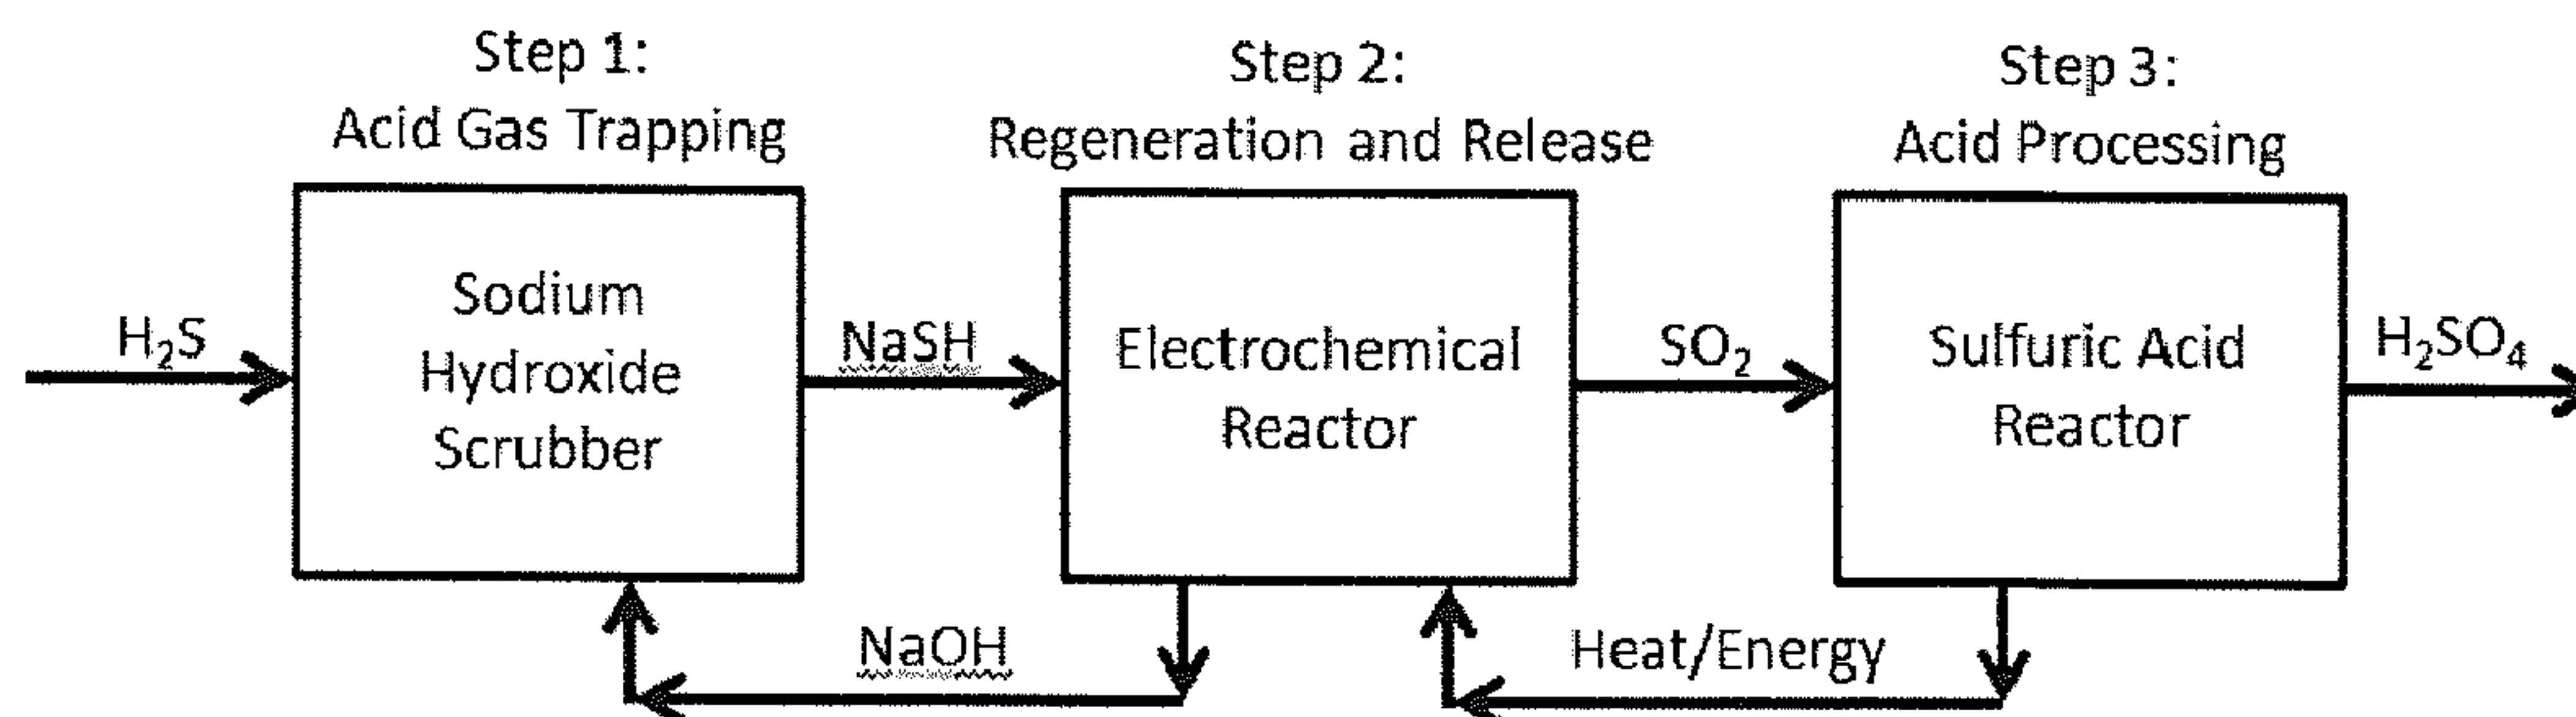 Step 1:
Acid Gas Trapping
Step 2:
Regeneration and Release
Step 3:
Acid Processing
H₂S
Sodium
Hydroxide
Scrubber
NaSH
Electrochemical
Reactor
SO₂
Sulfuric Acid
Reactor
H₂SO₄
NaOH
Heat/Energy